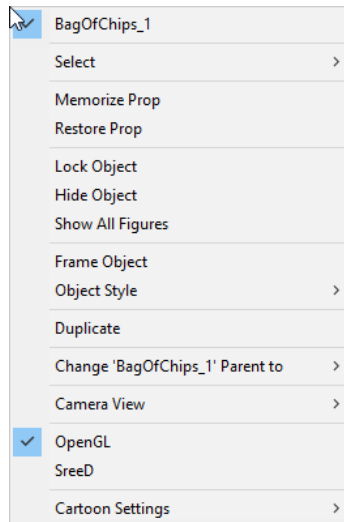 BagOfChips_1
Select
Memorize Prop
Restore Prop
Lock Object
Hide Object
Show All Figures
Frame Object
Object Style
Duplicate
Change 'BagOfChips_1' Parent to
Camera View
OpenGL
SreeD
Cartoon Settings